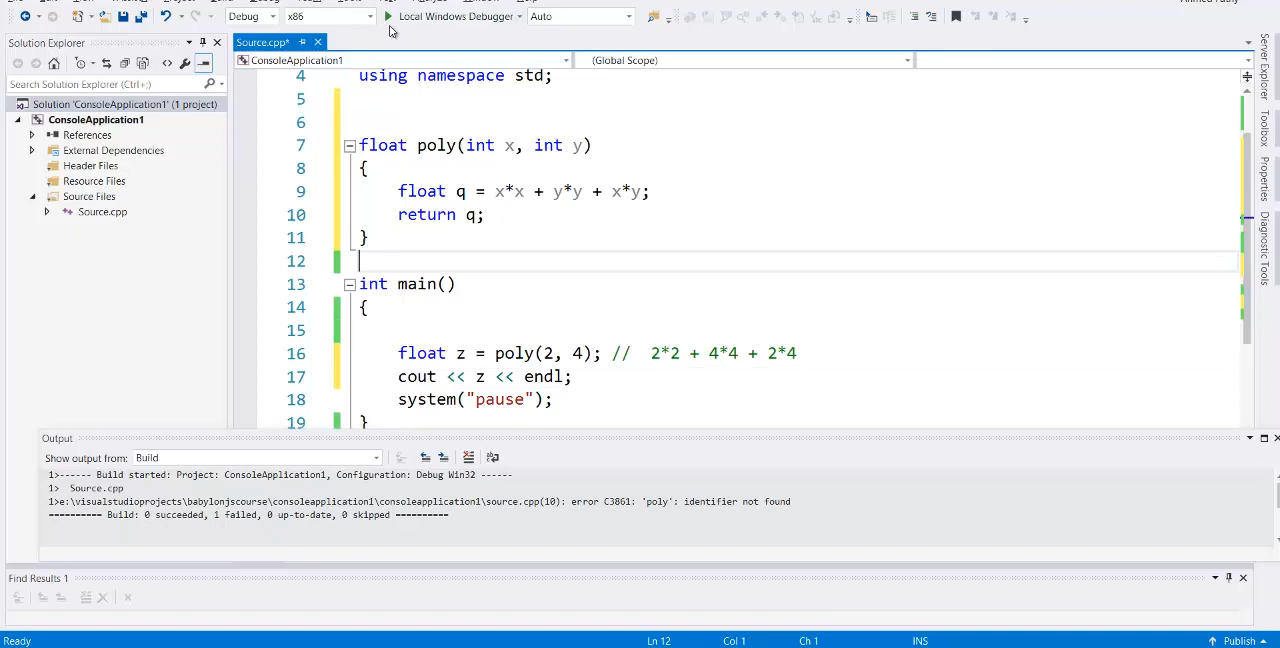 Debug x86 Local Windows Debugger Auto
Solution Explorer
Source.cpp*
Search Solution Explorer (Ctrl+;)
Solution 'ConsoleApplication1' (1 project)
ConsoleApplication1
References
External Dependencies
Header Files
Resource Files
Source Files
Source.cpp
ConsoleApplication1 (Global Scope)
4 using namespace std;
5
6
7 float poly(int x, int y)
8 {
9 float q = x*x + y*y + x*y;
10 return q;
11 }
12
13 int main()
14 {
15
16 float z = poly(2, 4); // 2*2 + 4*4 + 2*4
17 cout << z << endl;
18 system("pause");
19 }
Server Explorer
Toolbox
Properties
Diagnostic Tools
Output
Show output from: Build
1>------ Build started: Project: ConsoleApplication1, Configuration: Debug Win32 ------
1> Source.cpp
1>e:\visualstudioprojects\babylonjscourse\consoleapplication1\consoleapplication1\source.cpp(10): error C3861: 'poly': identifier not found
========== Build: 0 succeeded, 1 failed, 0 up-to-date, 0 skipped ==========
Find Results 1
Ready Ln 12 Col 1 Ch 1 INS Publish